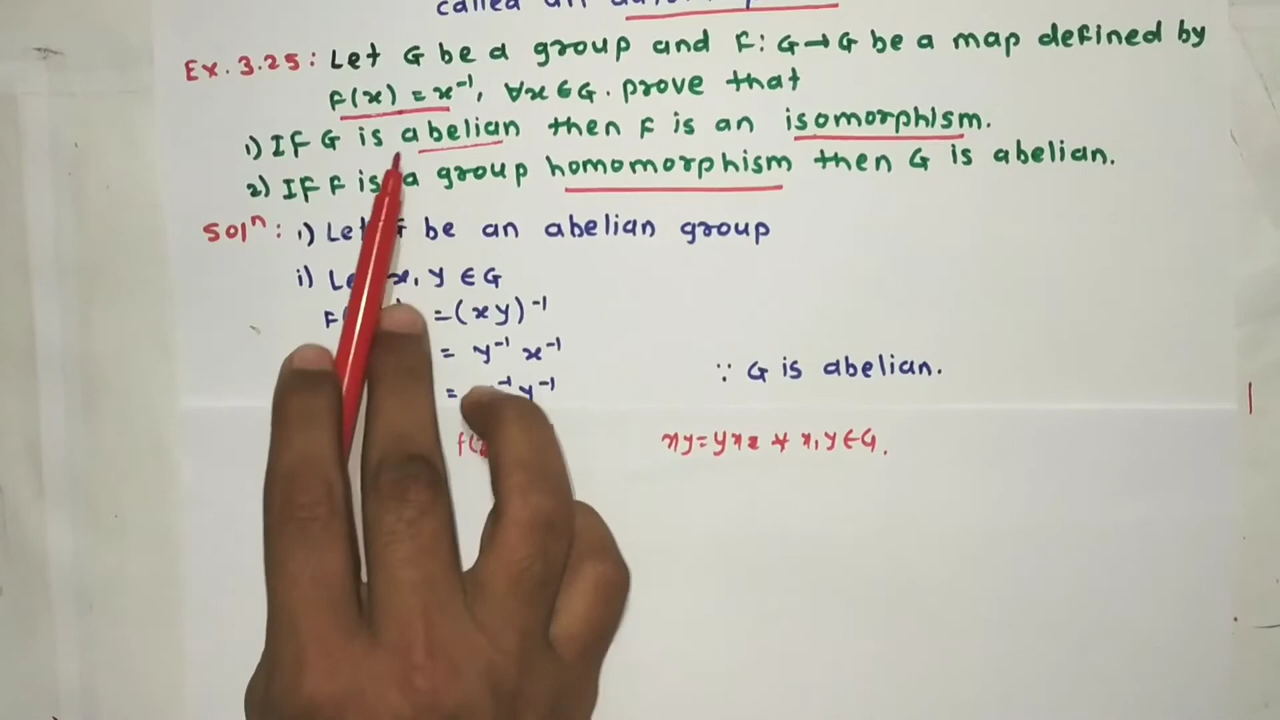 called an
Ex. 3.25: Let G be a group and F: G→G be a map defined by
F(x) = x⁻¹, ∀x∈G. prove that
1) IF G is abelian then F is an isomorphism.
2) IF F is a group homomorphism then G is abelian.
Solⁿ: 1) Let G be an abelian group
i) x, y ∈ G
= (xy)⁻¹
= y⁻¹ x⁻¹
∵ G is abelian.
= y⁻¹
f( xy = yx ∀ x, y ∈ G.